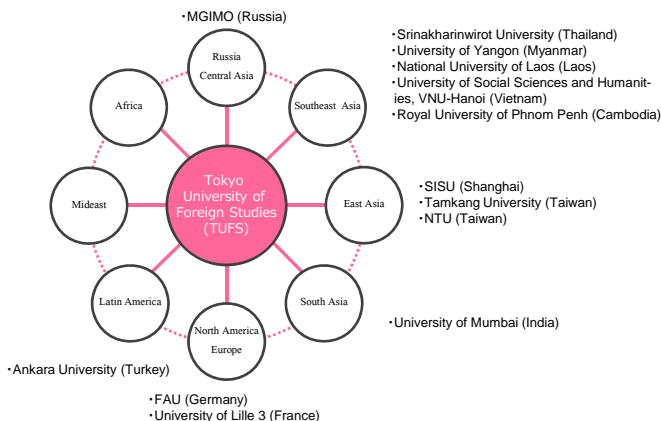 ・MGIMO (Russia)
Russia
Central Asia
・Srinakharinwirot University (Thailand)
・University of Yangon (Myanmar)
・National University of Laos (Laos)
・University of Social Sciences and Humanit-
ies, VNU-Hanoi (Vietnam)
・Royal University of Phnom Penh (Cambodia)
Africa
Southeast Asia
Tokyo
University of
Foreign Studies
(TUFS)
Mideast
East Asia
・SISU (Shanghai)
・Tamkang University (Taiwan)
・NTU (Taiwan)
Latin America
South Asia
・University of Mumbai (India)
North America
Europe
・Ankara University (Turkey)
・FAU (Germany)
・University of Lille 3 (France)